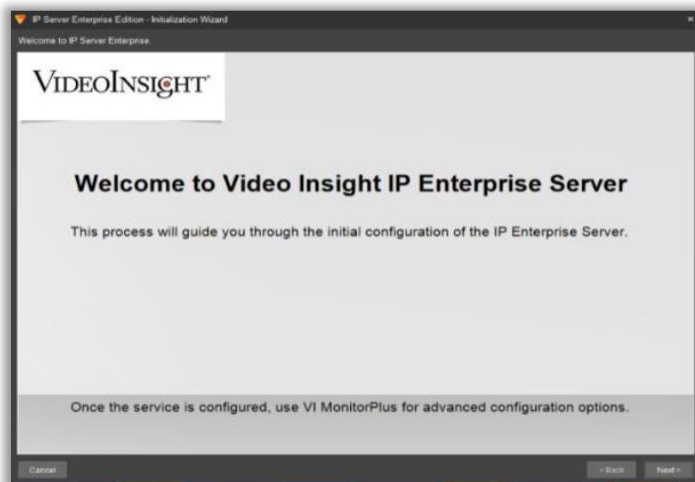 IP Server Enterprise Edition - Initialization Wizard
Welcome to IP Server Enterprise.
VIDEOINSIGHT
Welcome to Video Insight IP Enterprise Server
This process will guide you through the initial configuration of the IP Enterprise Server.
Once the service is configured, use VI MonitorPlus for advanced configuration options.
Cancel
< Back Next >